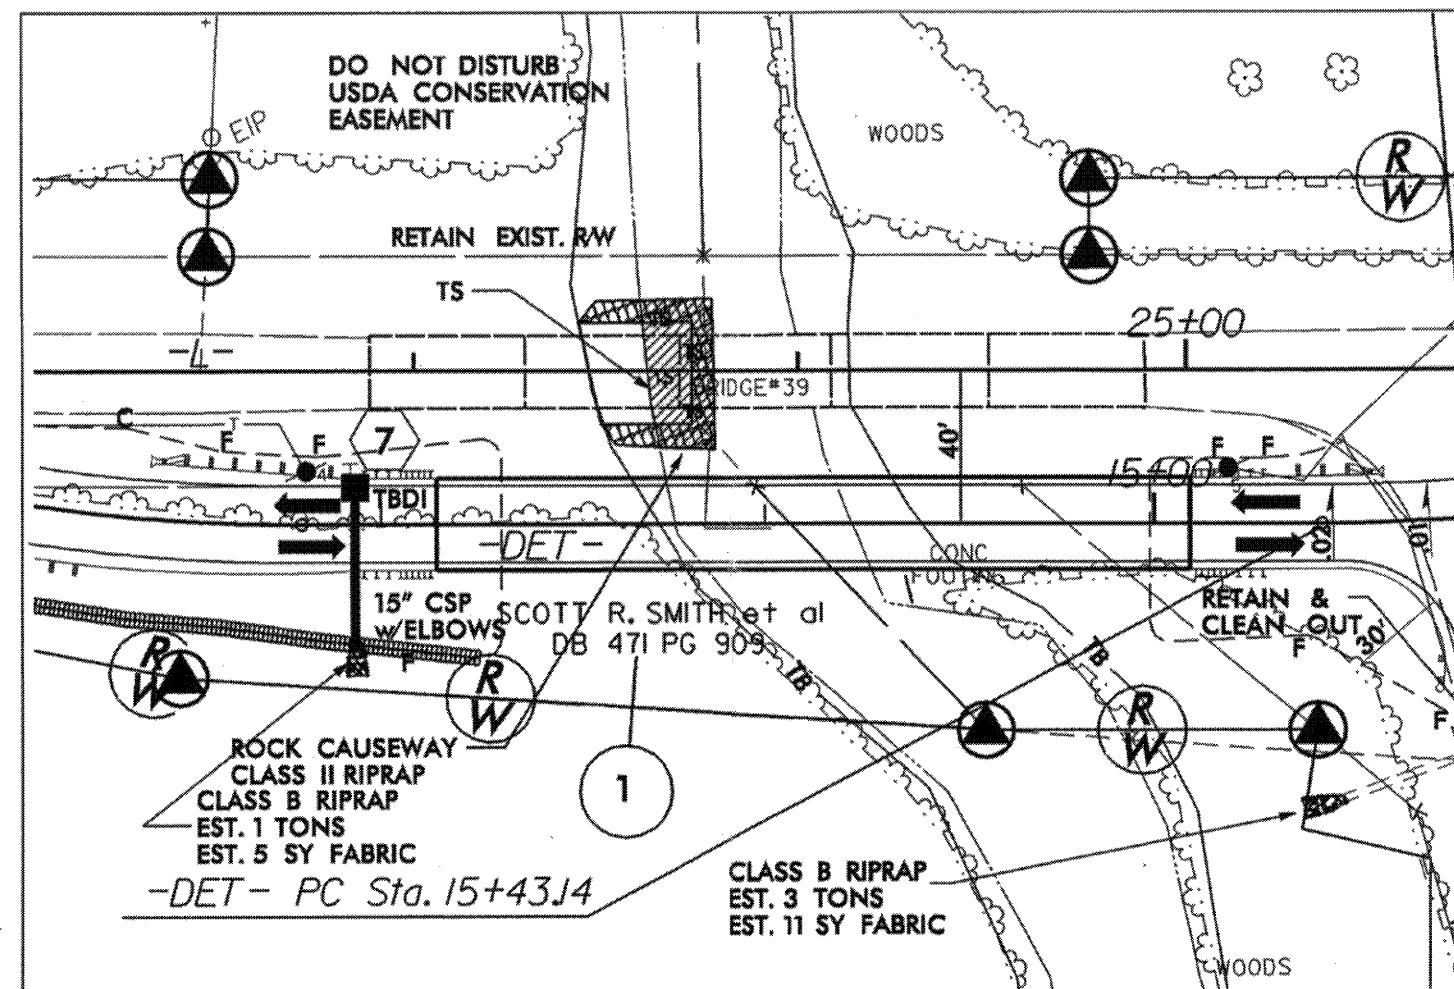 DO NOT DISTURB
USDA CONSERVATION
EASEMENT
EIP
WOODS
R
W
RETAIN EXIST. R/W
TS
25+00
-L-
BRIDGE#39
C
T
F
F
7
40'
F
F
15+00
TBDI
-DET-
CONC
FOOTING
.02
.01
15" CSP
w/ELBOWS
SCOTT R. SMITH et al
DB 471 PG 909
RETAIN &
CLEAN OUT
F
30'
F
TB
TB
R
W
R
W
R
W
F
ROCK CAUSEWAY
CLASS II RIPRAP
CLASS B RIPRAP
EST. 1 TONS
EST. 5 SY FABRIC
1
-DET- PC Sta. 15+43.14
CLASS B RIPRAP
EST. 3 TONS
EST. 11 SY FABRIC
WOODS